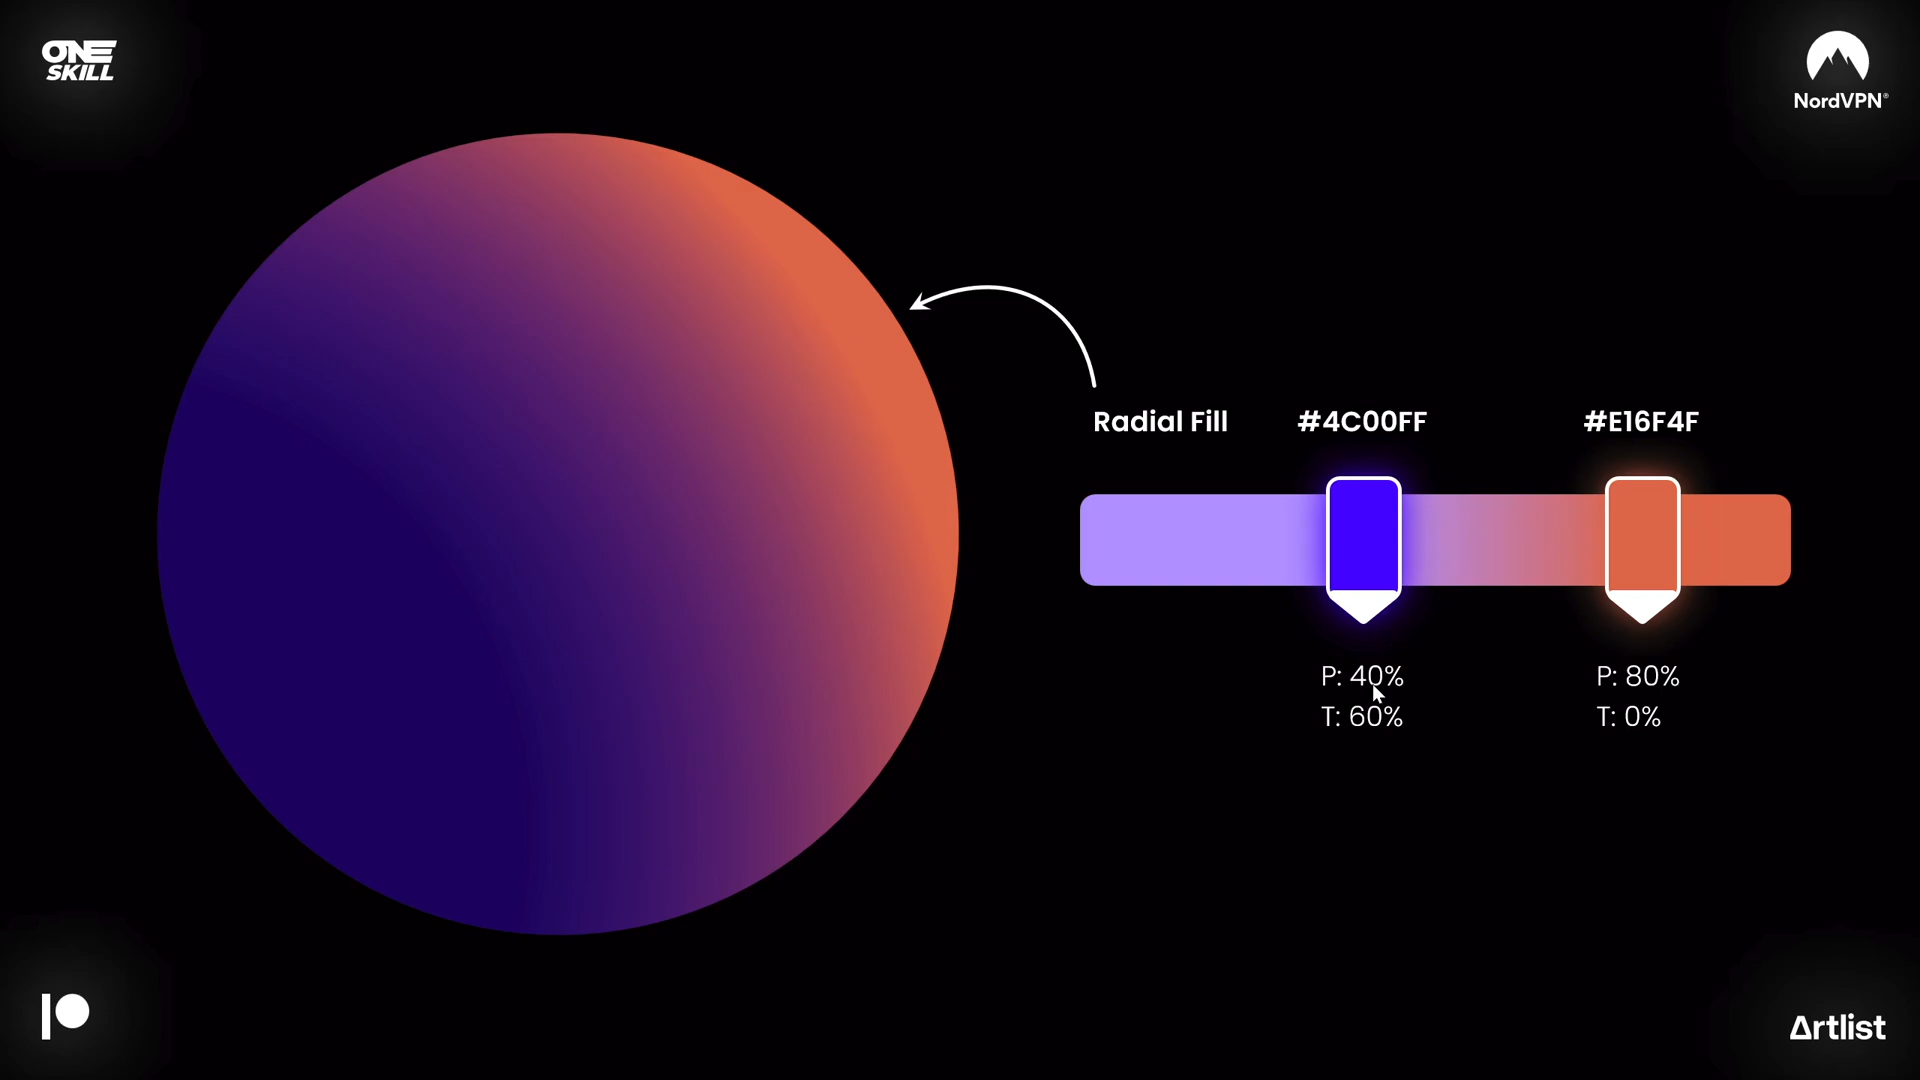 ONE
SKILL
NordVPN®
Radial Fill
#4C00FF
#E16F4F
P: 40%
T: 60%
P: 80%
T: 0%
Artlist